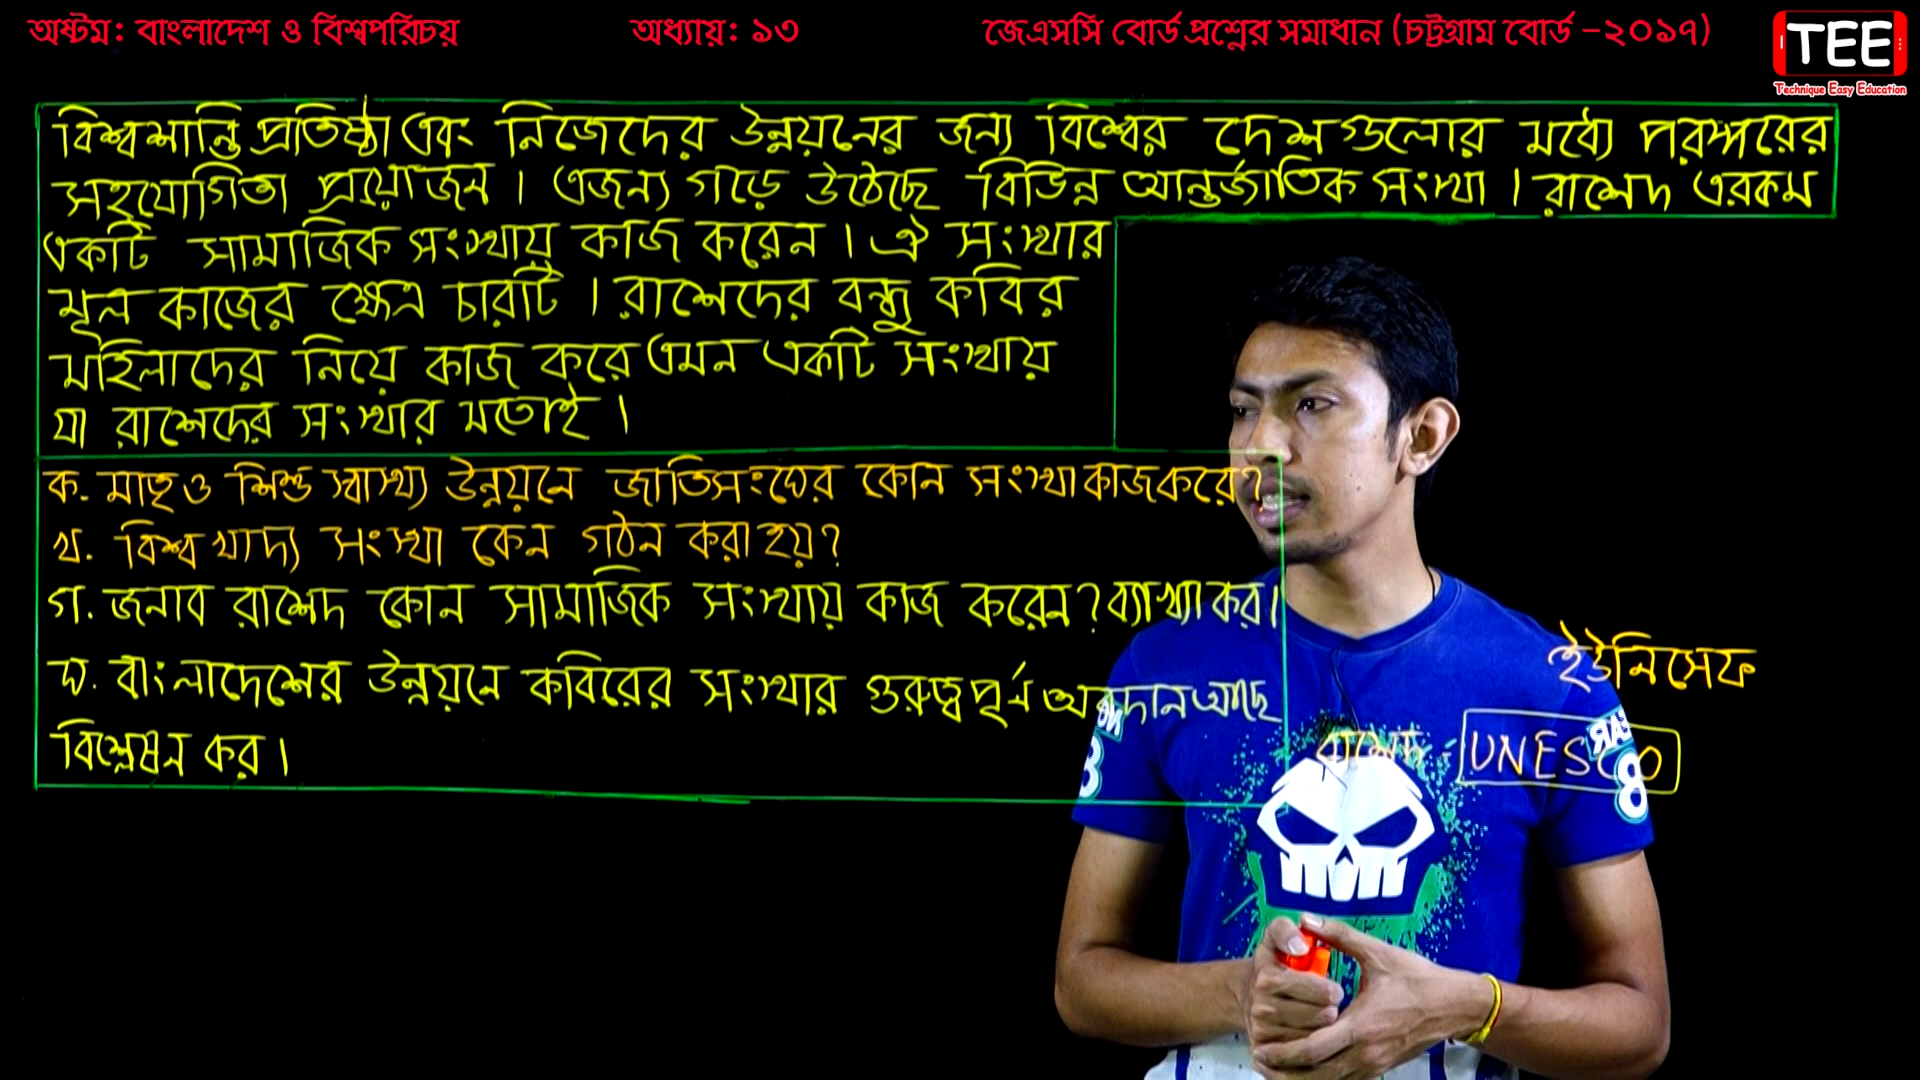 অষ্টম: বাংলাদেশ ও বিশ্বপরিচয় অধ্যায়: ১৩ জেএসসি বোর্ড প্রশ্নের সমাধান (চট্টগ্রাম বোর্ড -২০১৭)
TEE
Technique Easy Education
বিশ্বশান্তি প্রতিষ্ঠা এবং নিজেদের উন্নয়নের জন্য বিশ্বের দেশগুলোর মধ্যে পরস্পরের
সহযোগিতা প্রয়োজন । এজন্য গড়ে উঠেছে বিভিন্ন আন্তর্জাতিক সংস্থা । রাশেদ এরকম
একটি সামাজিক সংস্থায় কাজ করেন । ঐ সংস্থার
মূল কাজের ক্ষেত্র চারটি । রাশেদের বন্ধু কবির
মহিলাদের নিয়ে কাজ করে এমন একটি সংস্থায়
যা রাশেদের সংস্থার মতোই ।
ক. মাতৃ ও শিশু স্বাস্থ্য উন্নয়নে জাতিসংঘের কোন সংস্থা কাজ করে?
খ. বিশ্ব খাদ্য সংস্থা কেন গঠন করা হয়?
গ. জনাব রাশেদ কোন সামাজিক সংস্থায় কাজ করেন? ব্যাখ্যা কর।
ঘ. বাংলাদেশের উন্নয়নে কবিরের সংস্থার গুরুত্বপূর্ণ অবদান আছে
বিশ্লেষন কর ।
ইউনিসেফ
রাশেদ - UNESCO
8
8